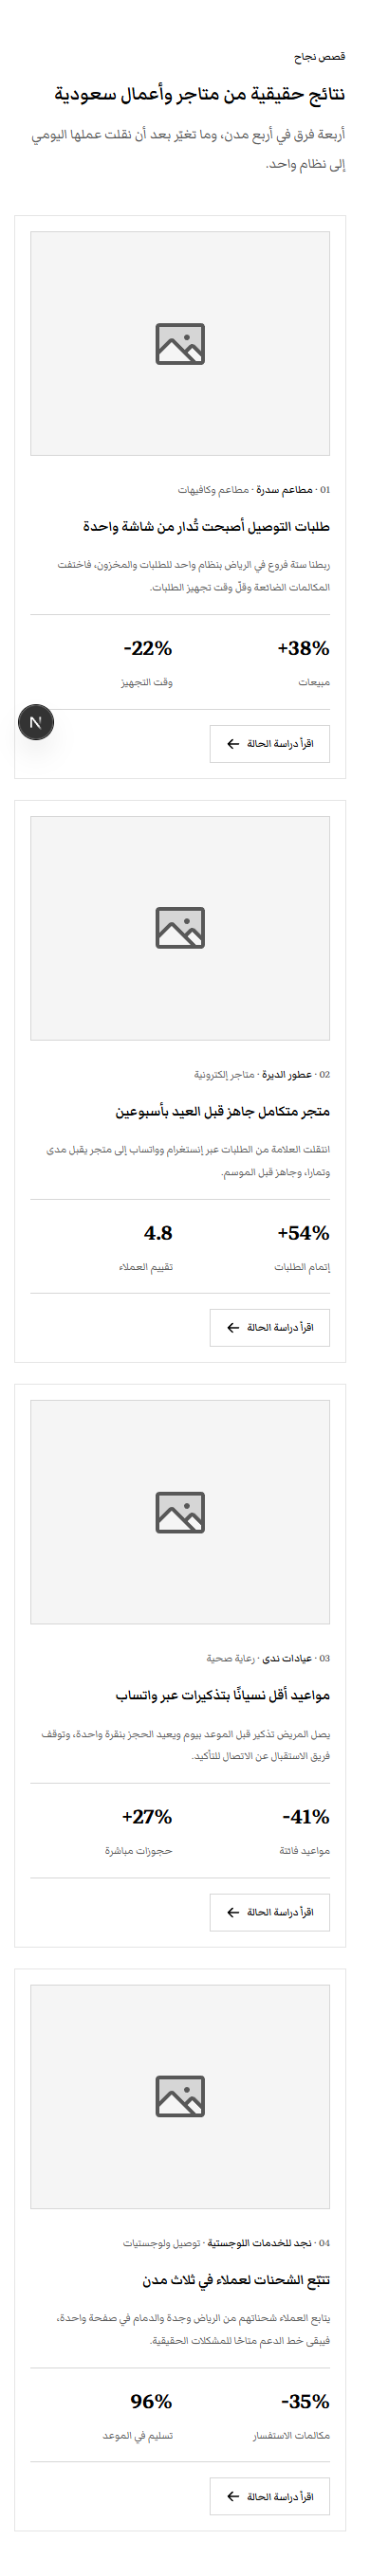 قصص نجاح
نتائج حقيقية من متاجر وأعمال سعودية
أربعة فرق في أربع مدن، وما تغيّر بعد أن نقلت عملها اليومي
إلى نظام واحد.
01 · مطاعم سدرة · مطاعم وكافيهات
طلبات التوصيل أصبحت تُدار من شاشة واحدة
ربطنا ستة فروع في الرياض بنظام واحد للطلبات والمخزون، فاختفت
المكالمات الضائعة وقلّ وقت تجهيز الطلبات.
+38% -22%
مبيعات وقت التجهيز
N
اقرأ دراسة الحالة ←
02 · عطور الديرة · متاجر إلكترونية
متجر متكامل جاهز قبل العيد بأسبوعين
انتقلت العلامة من الطلبات عبر إنستغرام وواتساب إلى متجر يقبل مدى
وتمارا، وجاهز قبل الموسم.
+54% 4.8
إتمام الطلبات تقييم العملاء
اقرأ دراسة الحالة ←
03 · عيادات ندى · رعاية صحية
مواعيد أقل نسيانًا بتذكيرات عبر واتساب
يصل المريض تذكير قبل الموعد بيوم ويعيد الحجز بنقرة واحدة، وتوقف
فريق الاستقبال عن الاتصال للتأكيد.
-41% +27%
مواعيد فائتة حجوزات مباشرة
اقرأ دراسة الحالة ←
04 · نجد للخدمات اللوجستية · توصيل ولوجستيات
تتبّع الشحنات لعملاء في ثلاث مدن
يتابع العملاء شحناتهم من الرياض وجدة والدمام في صفحة واحدة،
فيبقى خط الدعم متاحًا للمشكلات الحقيقية.
-35% 96%
مكالمات الاستفسار تسليم في الموعد
اقرأ دراسة الحالة ←